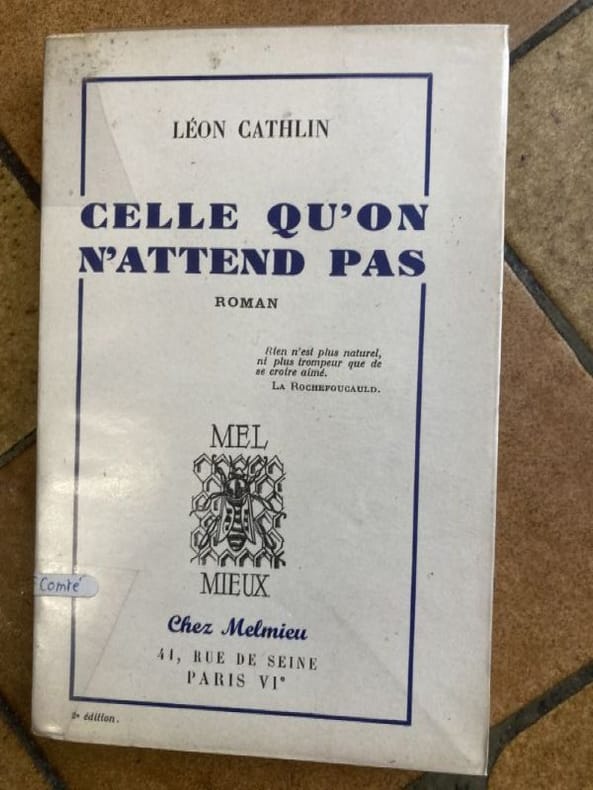 LÉON CATHLIN
CELLE QU'ON
N'ATTEND PAS
ROMAN
Rien n'est plus naturel,
ni plus trompeur que de
se croire aimé.
LA ROCHEFOUCAULD.
MEL
MIEUX
Comté
Chez Melmieu
41, RUE DE SEINE
PARIS VIe
2e édition.